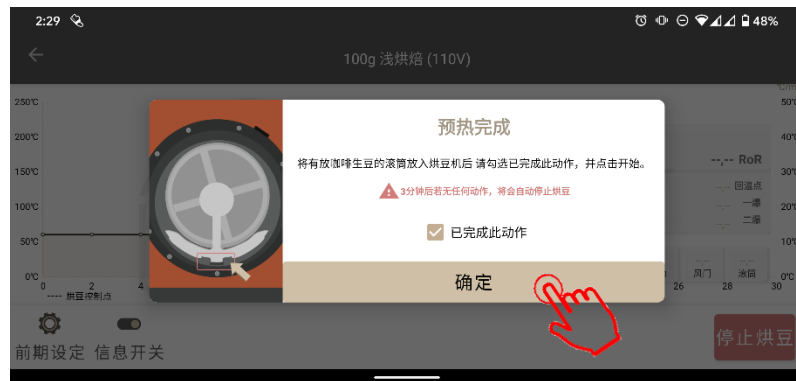 2:29
48%
100g 浅烘焙 (110V)
℃/m
250℃
200℃
150℃
100℃
50℃
0℃
50℃
40℃
30℃
20℃
10℃
0℃
预热完成
将有放咖啡生豆的滚筒放入烘豆机后 请勾选已完成此动作，并点击开始。
3分钟后若无任何动作，将会自动停止烘豆
已完成此动作
确定
--,-- RoR
--,-- 回温点
--,-- 一爆
--,-- 二爆
风门
滚筒
0 2 4 26 28 30
---- 烘豆控制点
前期设定 信息开关
停止烘豆